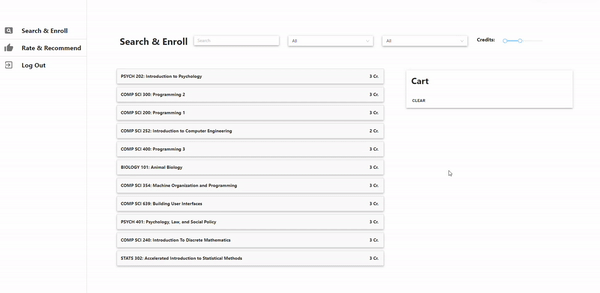 Search & Enroll
Rate & Recommend
Log Out
Search & Enroll
Search
All
All
Credits:
PSYCH 202: Introduction to Psychology 3 Cr.
COMP SCI 300: Programming 2 3 Cr.
COMP SCI 200: Programming 1 3 Cr.
COMP SCI 252: Introduction to Computer Engineering 2 Cr.
COMP SCI 400: Programming 3 3 Cr.
BIOLOGY 101: Animal Biology 3 Cr.
COMP SCI 354: Machine Organization and Programming 3 Cr.
COMP SCI 639: Building User Interfaces 3 Cr.
PSYCH 401: Psychology, Law, and Social Policy 3 Cr.
COMP SCI 240: Introduction To Discrete Mathematics 3 Cr.
STATS 302: Accelerated Introduction to Statistical Methods 3 Cr.
Cart
CLEAR